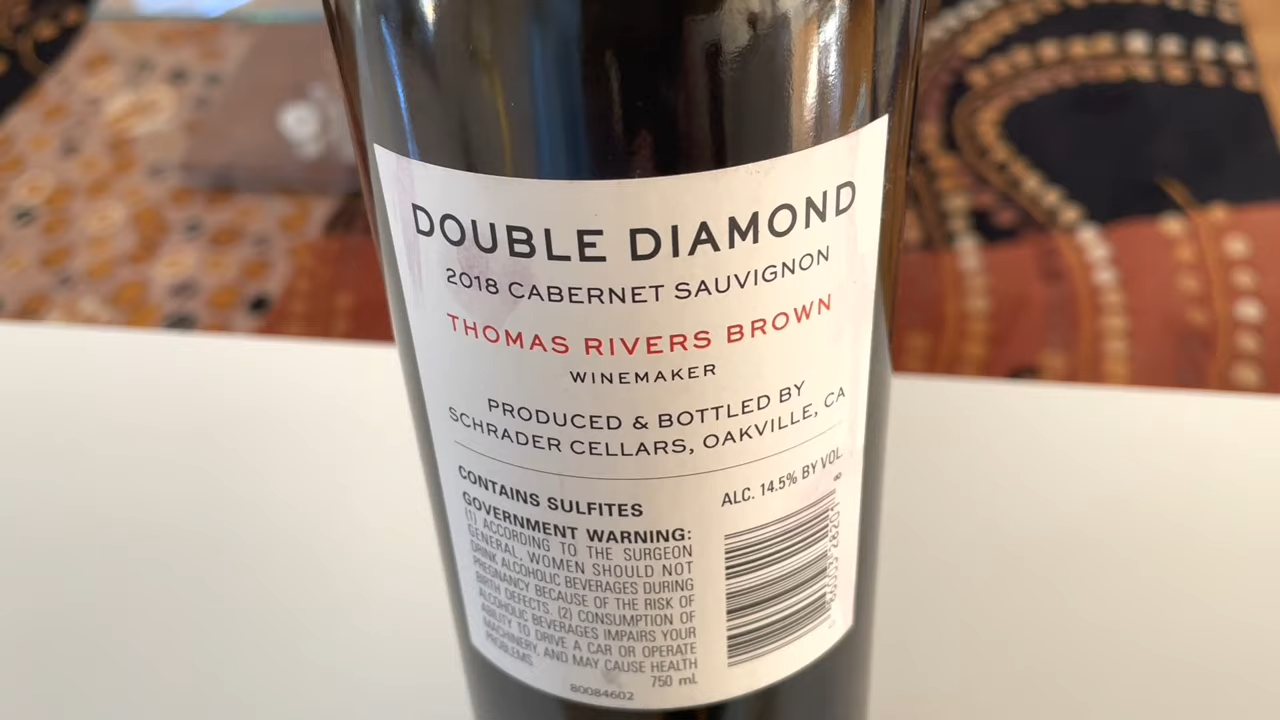 DOUBLE DIAMOND
2018 CABERNET SAUVIGNON
THOMAS RIVERS BROWN
WINEMAKER
PRODUCED & BOTTLED BY
SCHRADER CELLARS, OAKVILLE, CA
CONTAINS SULFITES
ALC. 14.5% BY VOL.
GOVERNMENT WARNING:
(1) ACCORDING TO THE SURGEON
GENERAL, WOMEN SHOULD NOT
DRINK ALCOHOLIC BEVERAGES DURING
PREGNANCY BECAUSE OF THE RISK OF
BIRTH DEFECTS. (2) CONSUMPTION OF
ALCOHOLIC BEVERAGES IMPAIRS YOUR
ABILITY TO DRIVE A CAR OR OPERATE
MACHINERY, AND MAY CAUSE HEALTH
PROBLEMS.
750 mL
80084602